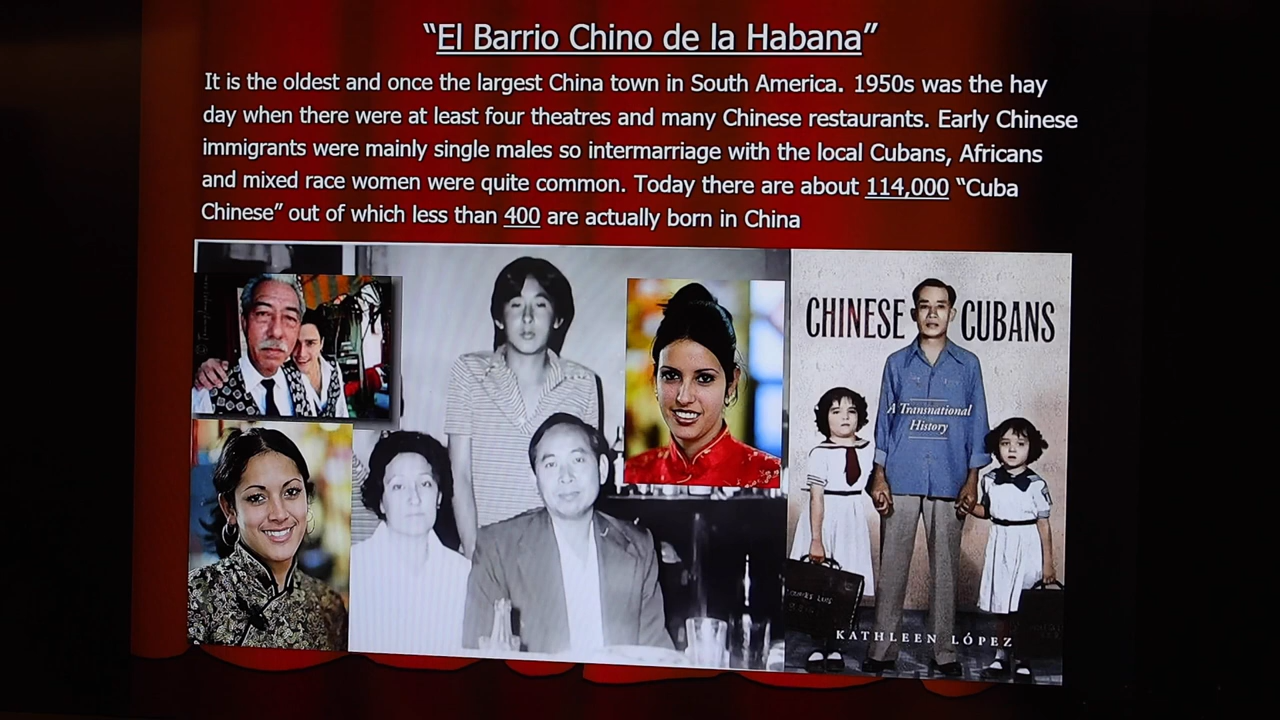 “El Barrio Chino de la Habana”
It is the oldest and once the largest China town in South America. 1950s was the hay
day when there were at least four theatres and many Chinese restaurants. Early Chinese
immigrants were mainly single males so intermarriage with the local Cubans, Africans
and mixed race women were quite common. Today there are about 114,000 “Cuba
Chinese” out of which less than 400 are actually born in China
CHINESE CUBANS
A Transnational
History
KATHLEEN LÓPEZ